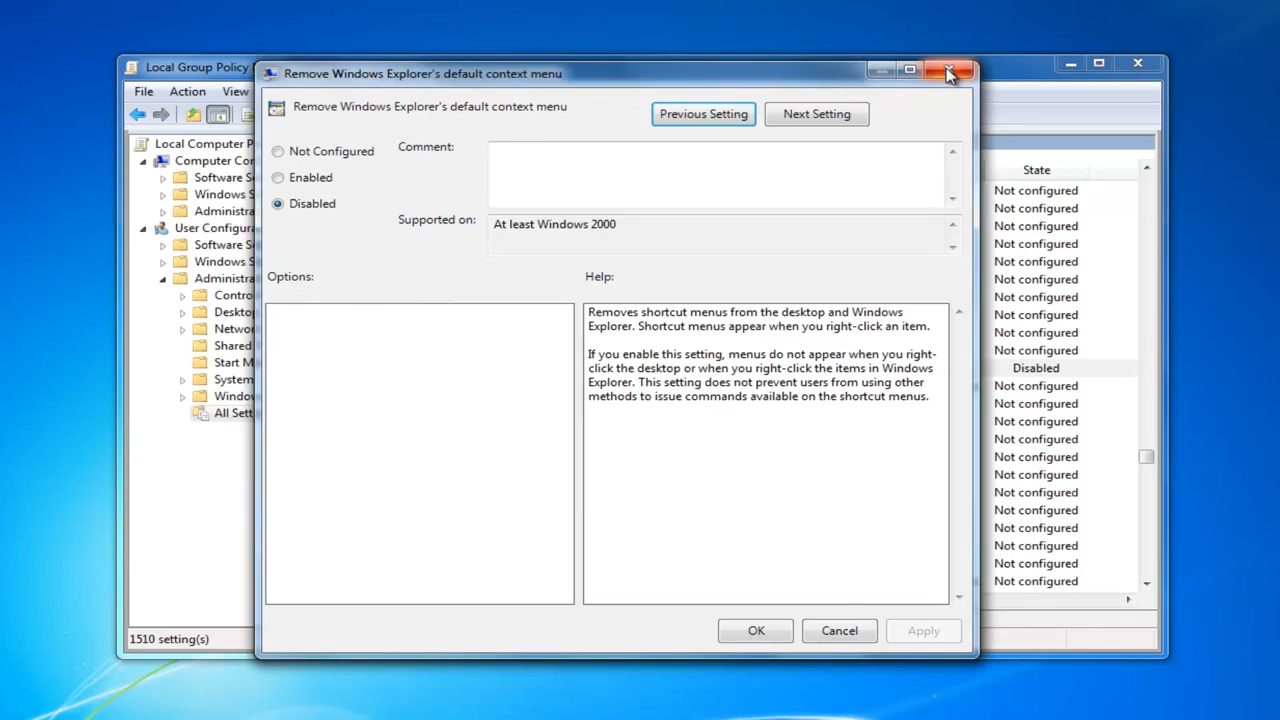 Local Group Policy
File Action View
Local Computer P
Computer Con
Software Se
Windows S
Administra
User Configura
Software Se
Windows S
Administra
Contro
Deskto
Networ
Shared
Start M
System
Windo
All Sett
1510 setting(s)
Remove Windows Explorer's default context menu
Remove Windows Explorer's default context menu
Previous Setting
Next Setting
Not Configured
Enabled
Disabled
Comment:
Supported on:
At least Windows 2000
Options:
Help:
Removes shortcut menus from the desktop and Windows
Explorer. Shortcut menus appear when you right-click an item.
If you enable this setting, menus do not appear when you right-
click the desktop or when you right-click the items in Windows
Explorer. This setting does not prevent users from using other
methods to issue commands available on the shortcut menus.
OK
Cancel
Apply
State
Not configured
Not configured
Not configured
Not configured
Not configured
Not configured
Not configured
Not configured
Not configured
Not configured
Disabled
Not configured
Not configured
Not configured
Not configured
Not configured
Not configured
Not configured
Not configured
Not configured
Not configured
Not configured
Not configured